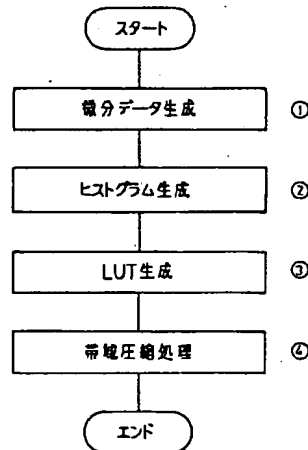 スタート
微分データ生成 ①
ヒストグラム生成 ②
LUT生成 ③
帯域圧縮処理 ④
エンド